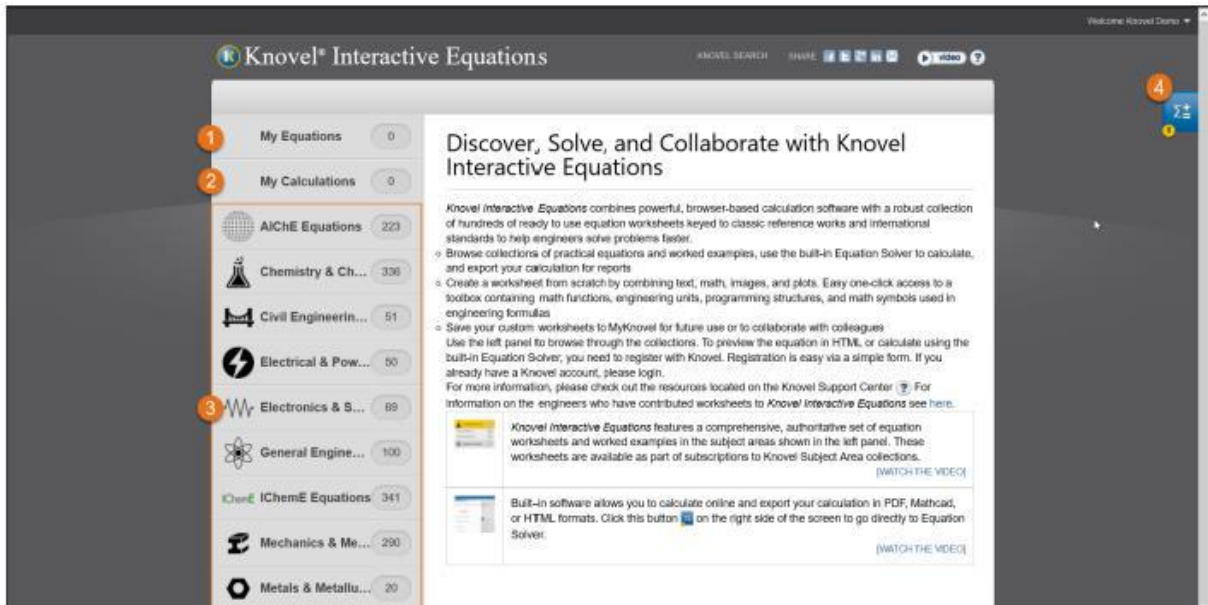 Welcome Knovel Demo
Knovel® Interactive Equations
KNOVEL SEARCH
SHARE
video
?
4
Σ±
1
My Equations 0
2
My Calculations 0
AIChE Equations 223
Chemistry & Ch... 336
Civil Engineerin... 51
Electrical & Pow... 50
3
Electronics & S... 89
General Engine... 100
IChemE IChemE Equations 341
Mechanics & Me... 290
Metals & Metallu... 20
Discover, Solve, and Collaborate with Knovel
Interactive Equations
Knovel Interactive Equations combines powerful, browser-based calculation software with a robust collection
of hundreds of ready to use equation worksheets keyed to classic reference works and international
standards to help engineers solve problems faster.
Browse collections of practical equations and worked examples, use the built-in Equation Solver to calculate,
and export your calculation for reports
Create a worksheet from scratch by combining text, math, images, and plots. Easy one-click access to a
toolbox containing math functions, engineering units, programming structures, and math symbols used in
engineering formulas
Save your custom worksheets to MyKnovel for future use or to collaborate with colleagues
Use the left panel to browse through the collections. To preview the equation in HTML or calculate using the
built-in Equation Solver, you need to register with Knovel. Registration is easy via a simple form. If you
already have a Knovel account, please login.
For more information, please check out the resources located on the Knovel Support Center ? For
information on the engineers who have contributed worksheets to Knovel Interactive Equations see here.
Knovel Interactive Equations features a comprehensive, authoritative set of equation
worksheets and worked examples in the subject areas shown in the left panel. These
worksheets are available as part of subscriptions to Knovel Subject Area collections.
[WATCH THE VIDEO]
Built-in software allows you to calculate online and export your calculation in PDF, Mathcad,
or HTML formats. Click this button on the right side of the screen to go directly to Equation
Solver.
[WATCH THE VIDEO]